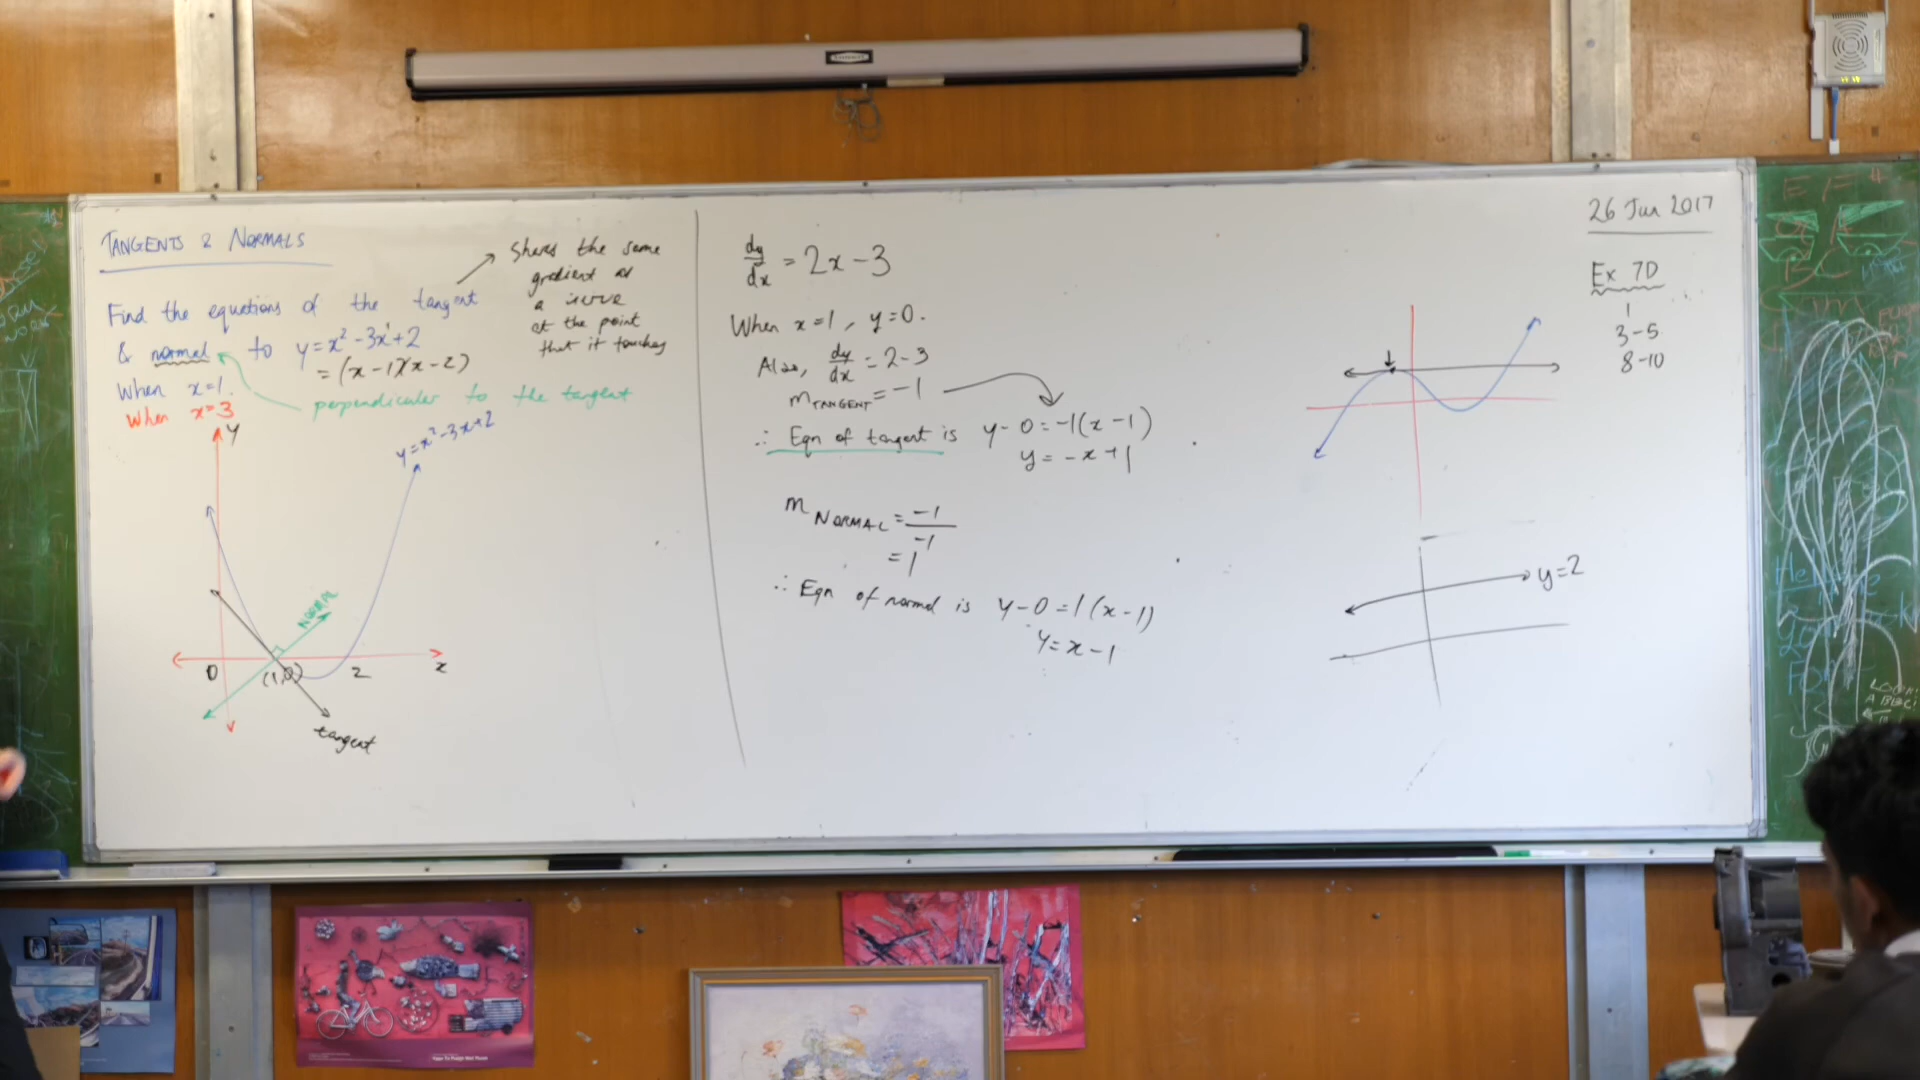 TANGENTS & NORMALS
Find the equations of the tangent
& normal to y = x² - 3x¹ + 2
= (x - 1)(x - 2)
When x=1.
When x=3
shares the same
gradient as
a curve
at the point
that it touches
perpendicular to the tangent
y
y = x² - 3x + 2
NORMAL
0
(1,0)
2
x
tangent
dy/dx = 2x - 3
When x = 1, y = 0.
Also, dy/dx = 2 - 3
m TANGENT = -1
∴ Eqn of tangent is y - 0 = -1(x - 1)
y = -x + 1
m NORMAL = -1/-1
= 1
∴ Eqn of normal is y - 0 = 1(x - 1)
y = x - 1
26 Jun 2017
Ex 7D
1
3-5
8-10
y=2
E F